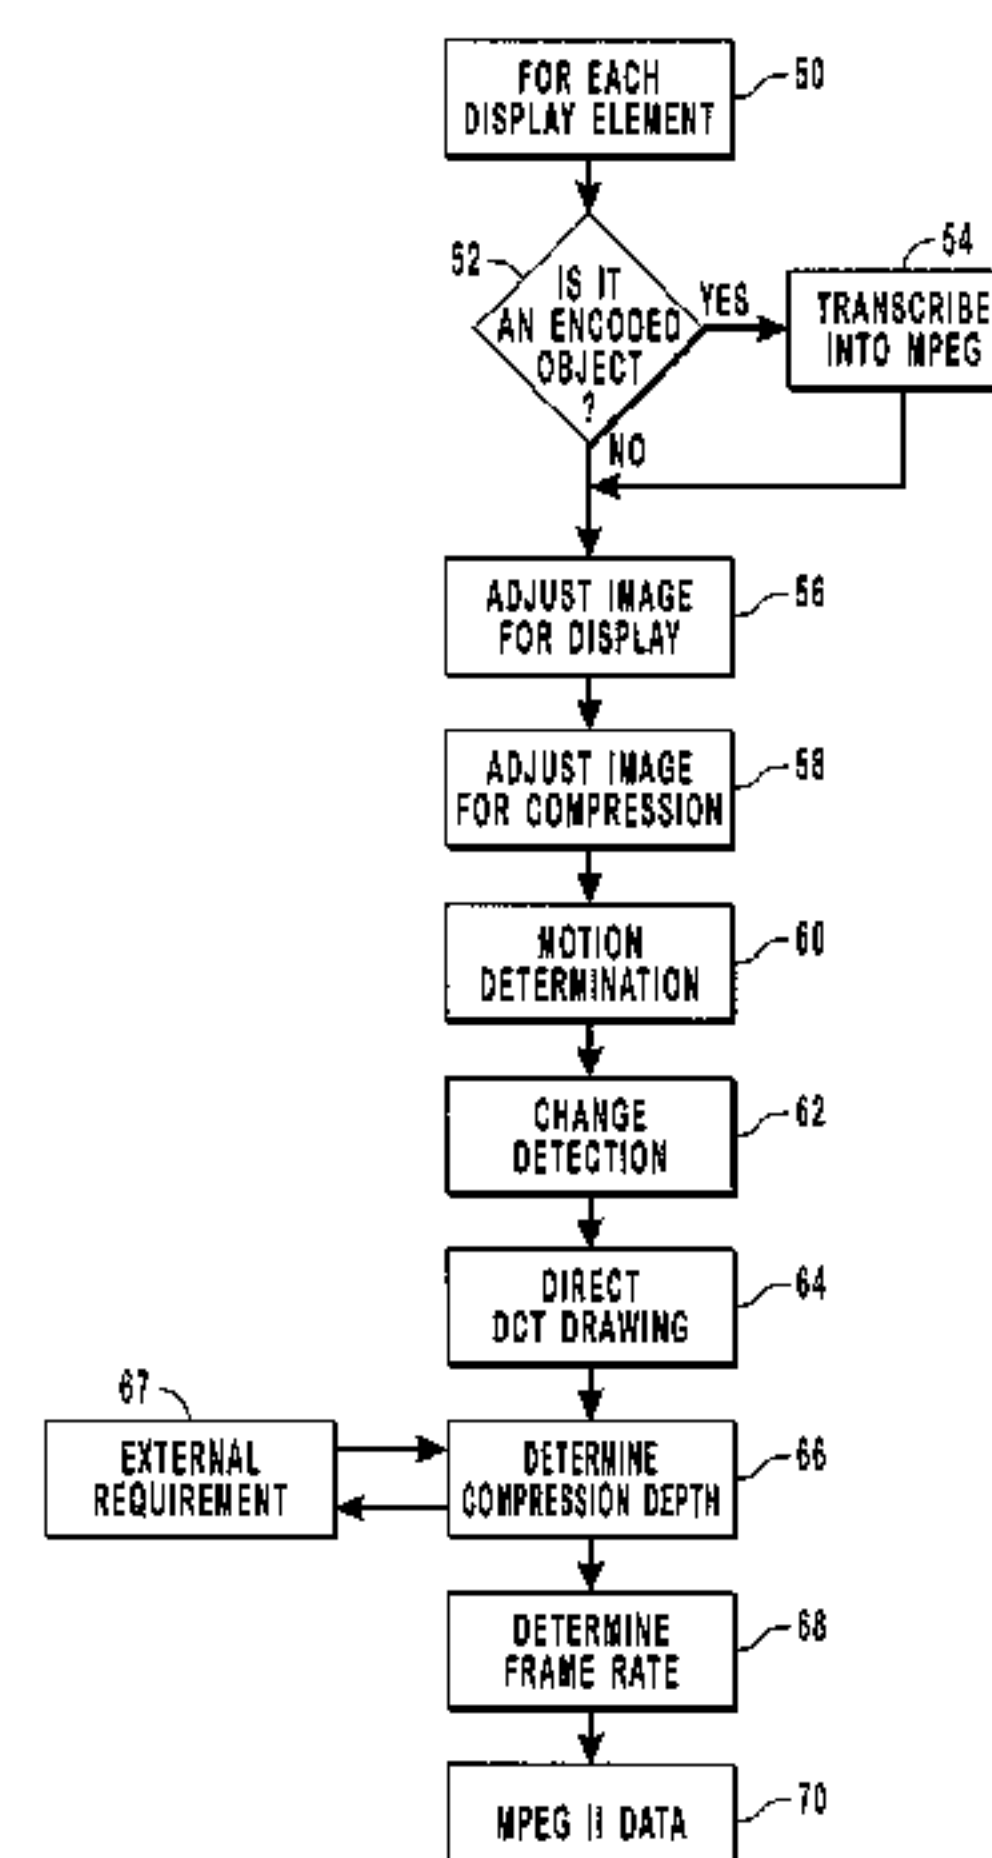 FOR EACH
DISPLAY ELEMENT
50
52
IS IT
AN ENCODED
OBJECT
?
YES
NO
54
TRANSCRIBE
INTO MPEG
ADJUST IMAGE
FOR DISPLAY
56
ADJUST IMAGE
FOR COMPRESSION
58
MOTION
DETERMINATION
60
CHANGE
DETECTION
62
DIRECT
DCT DRAWING
64
67
EXTERNAL
REQUIREMENT
DETERMINE
COMPRESSION DEPTH
66
DETERMINE
FRAME RATE
68
MPEG II DATA
70